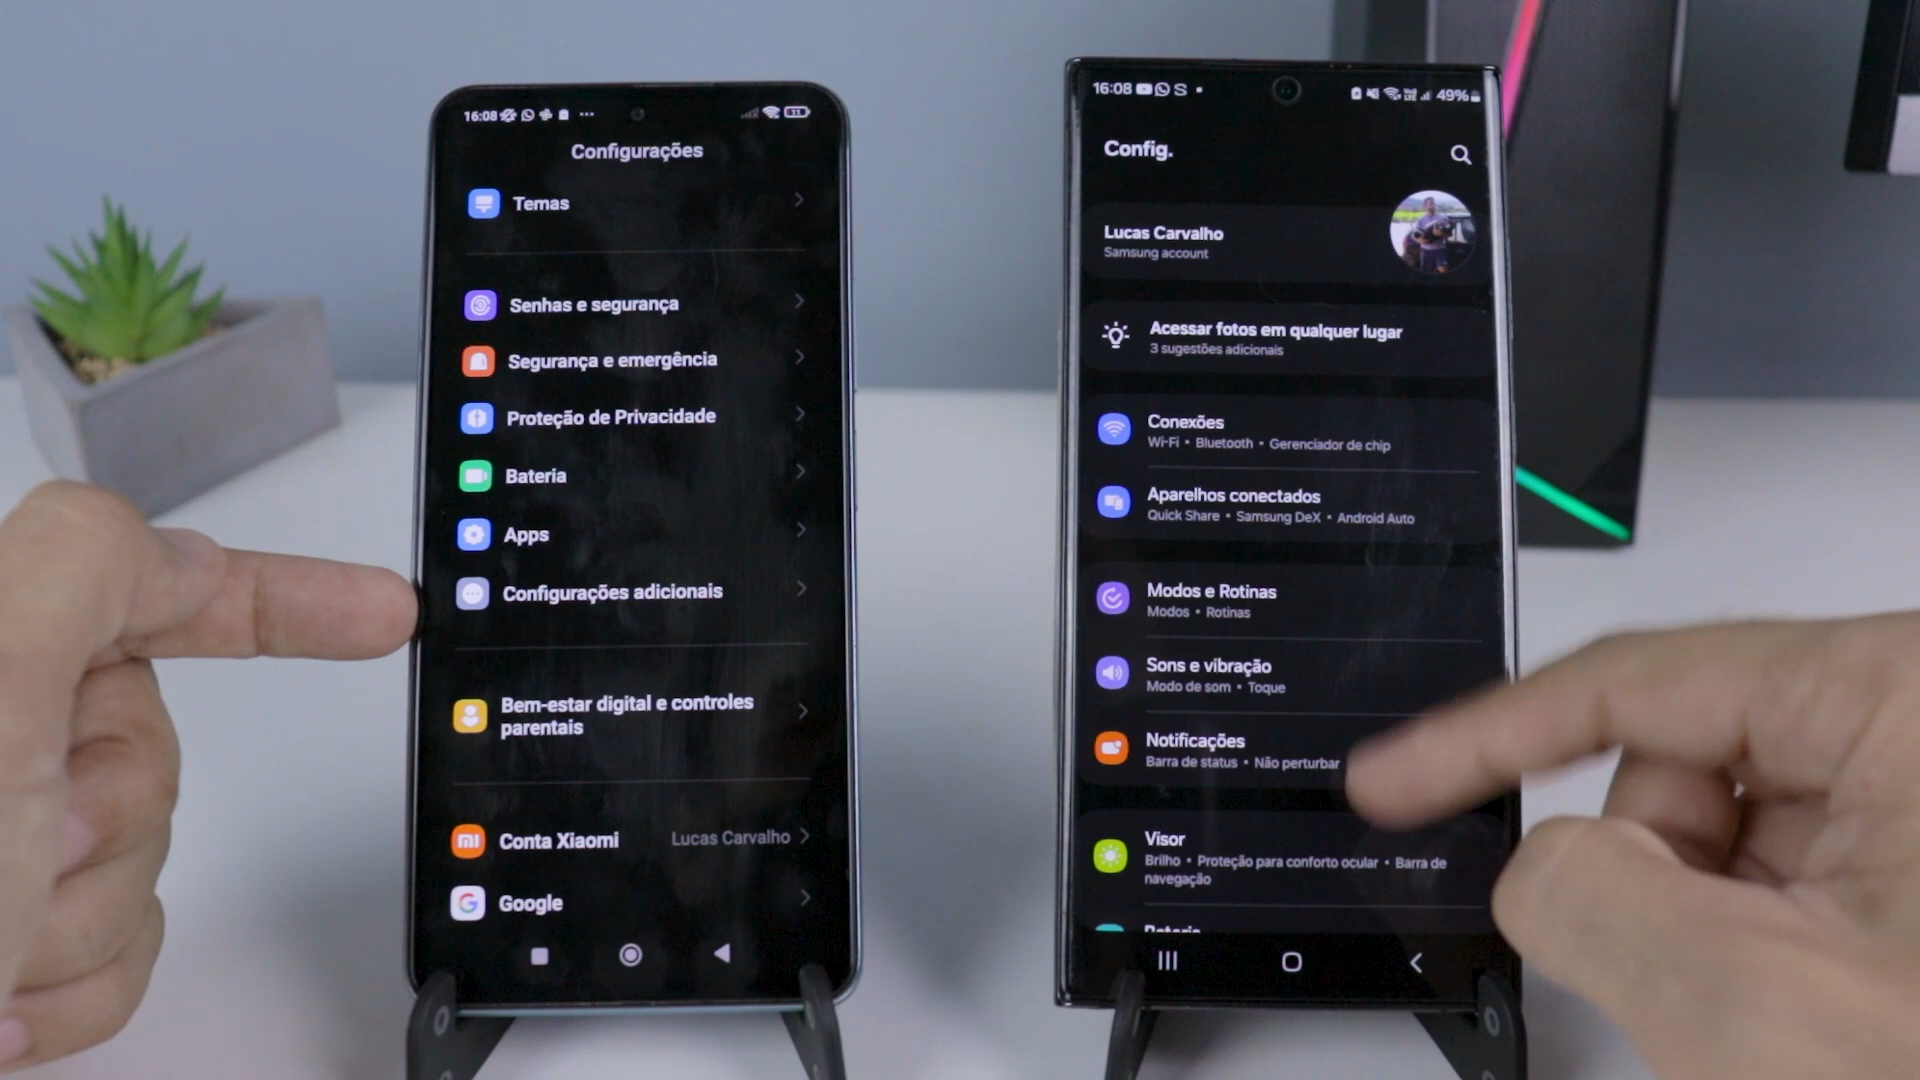 16:08
Configurações
Temas
Senhas e segurança
Segurança e emergência
Proteção de Privacidade
Bateria
Apps
Configurações adicionais
Bem-estar digital e controles
parentais
Conta Xiaomi Lucas Carvalho
Google
16:08 49%
Config.
Lucas Carvalho
Samsung account
Acessar fotos em qualquer lugar
3 sugestões adicionais
Conexões
Wi-Fi • Bluetooth • Gerenciador de chip
Aparelhos conectados
Quick Share • Samsung DeX • Android Auto
Modos e Rotinas
Modos • Rotinas
Sons e vibração
Modo de som • Toque
Notificações
Barra de status • Não perturbar
Visor
Brilho • Proteção para conforto ocular • Barra de
navegação
Bateria